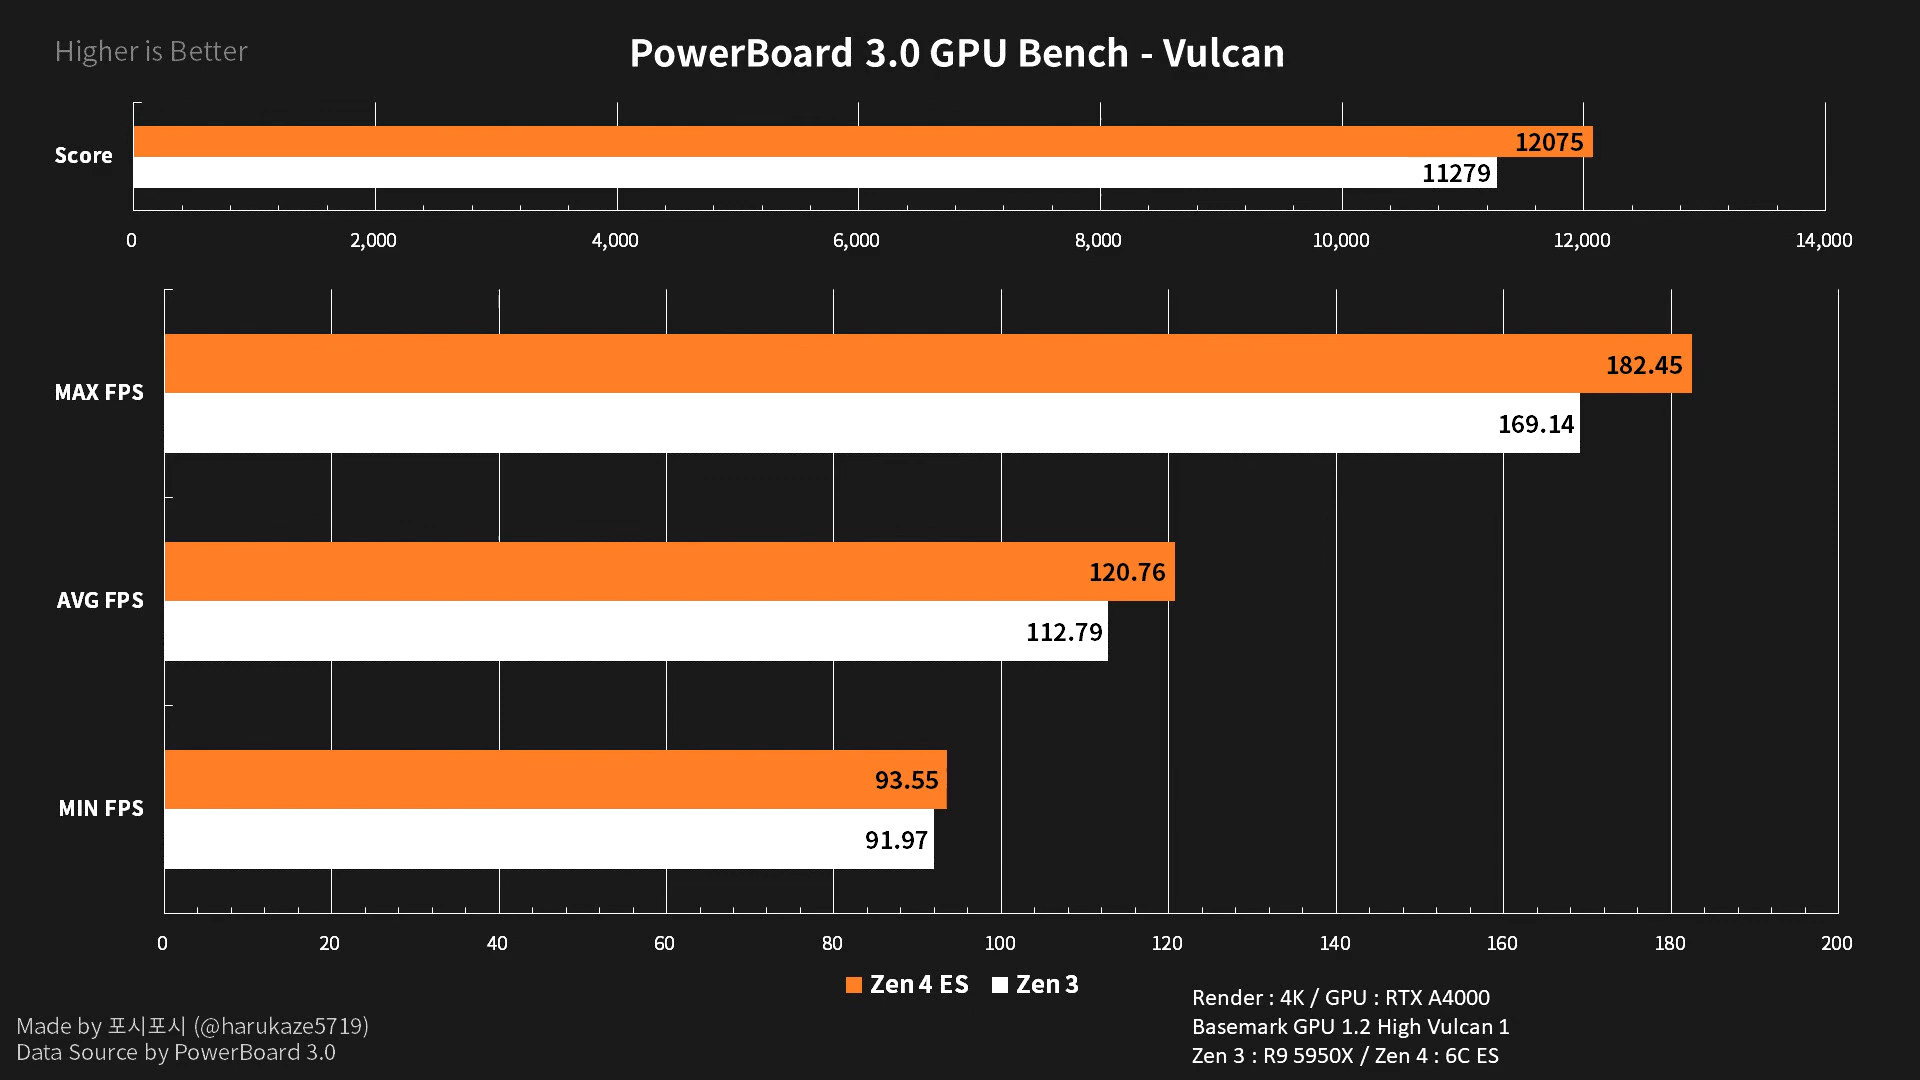 Higher is Better
PowerBoard 3.0 GPU Bench - Vulcan
Score
12075
11279
0 2,000 4,000 6,000 8,000 10,000 12,000 14,000
MAX FPS
182.45
169.14
AVG FPS
120.76
112.79
MIN FPS
93.55
91.97
0 20 40 60 80 100 120 140 160 180 200
Zen 4 ES Zen 3
Render : 4K / GPU : RTX A4000
Basemark GPU 1.2 High Vulcan 1
Zen 3 : R9 5950X / Zen 4 : 6C ES
Made by 포시포시 (@harukaze5719)
Data Source by PowerBoard 3.0